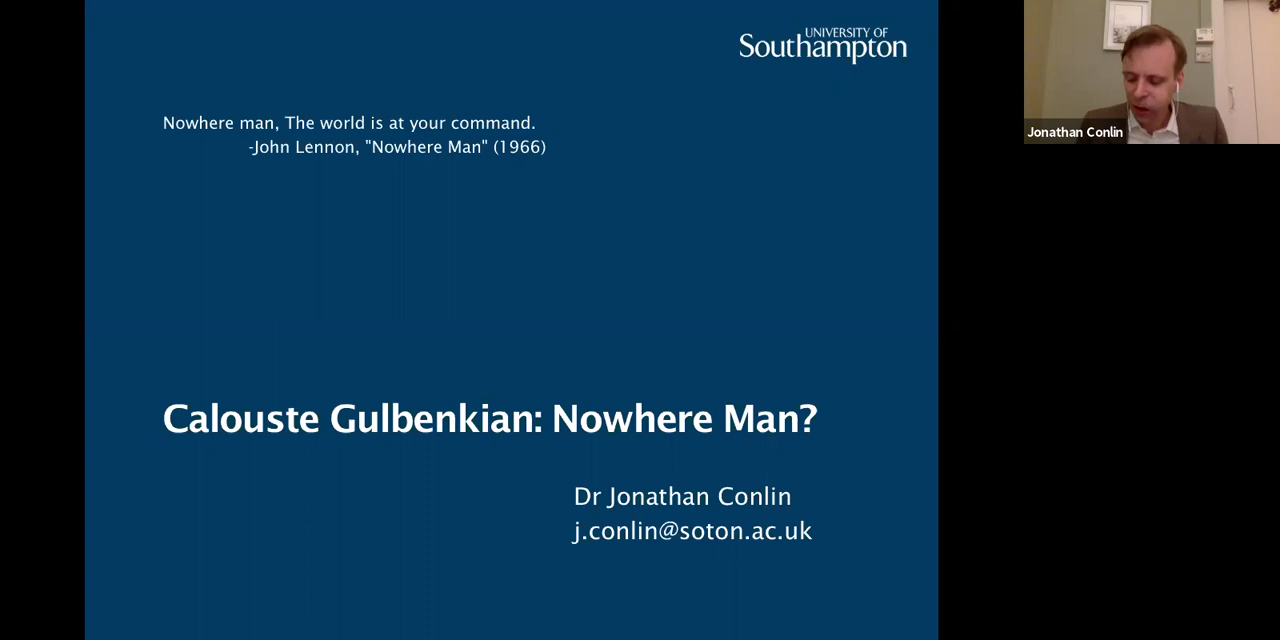 UNIVERSITY OF
Southampton
Nowhere man, The world is at your command.
-John Lennon, "Nowhere Man" (1966)
Calouste Gulbenkian: Nowhere Man?
Dr Jonathan Conlin
j.conlin@soton.ac.uk
Jonathan Conlin